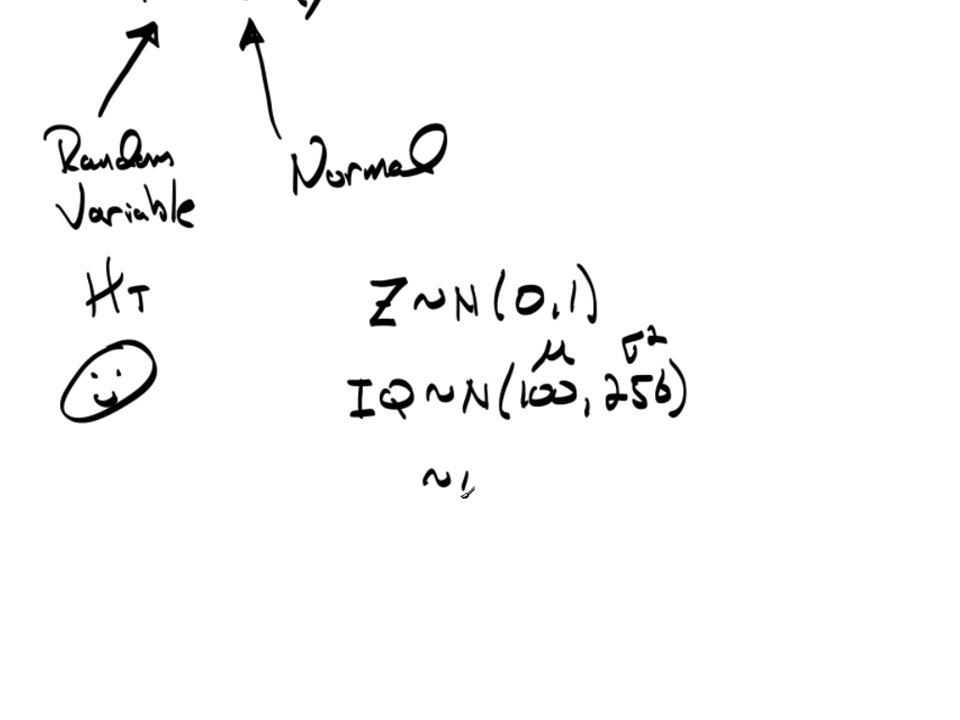 Random Normal
Variable
HT
Z ~ N(0,1)
μ σ²
IQ ~ N(100, 256)
~